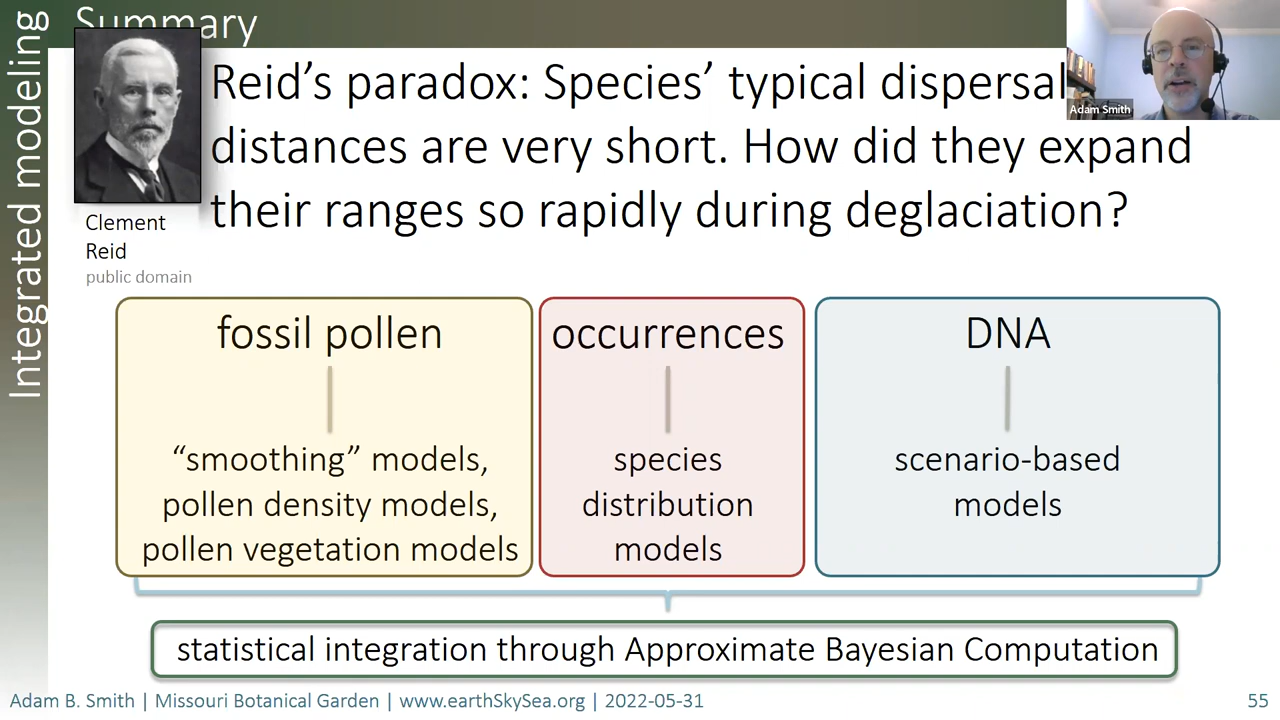 Integrated modeling
Summary
Adam Smith
Reid’s paradox: Species’ typical dispersal
distances are very short. How did they expand
their ranges so rapidly during deglaciation?
Clement
Reid
public domain
fossil pollen
“smoothing” models,
pollen density models,
pollen vegetation models
occurrences
species
distribution
models
DNA
scenario-based
models
statistical integration through Approximate Bayesian Computation
Adam B. Smith | Missouri Botanical Garden | www.earthSkySea.org | 2022-05-31
55